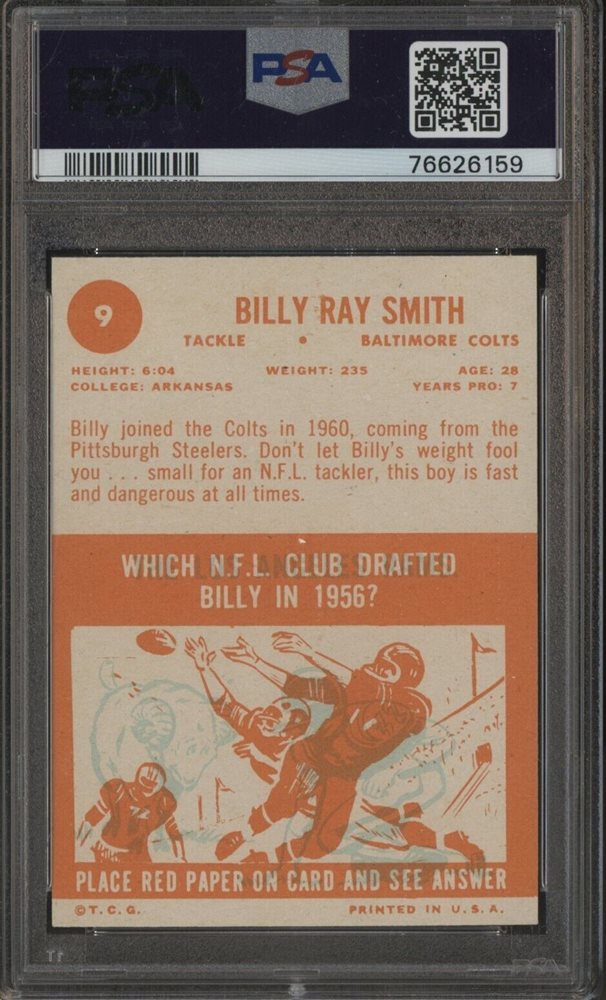 PSA
PSA
76626159
9
BILLY RAY SMITH
TACKLE • BALTIMORE COLTS
HEIGHT: 6:04 WEIGHT: 235 AGE: 28
COLLEGE: ARKANSAS YEARS PRO: 7
Billy joined the Colts in 1960, coming from the
Pittsburgh Steelers. Don't let Billy's weight fool
you . . . small for an N.F.L. tackler, this boy is fast
and dangerous at all times.
WHICH N.F.L. CLUB DRAFTED
BILLY IN 1956?
72
PLACE RED PAPER ON CARD AND SEE ANSWER
©T.C.G. PRINTED IN U.S.A.